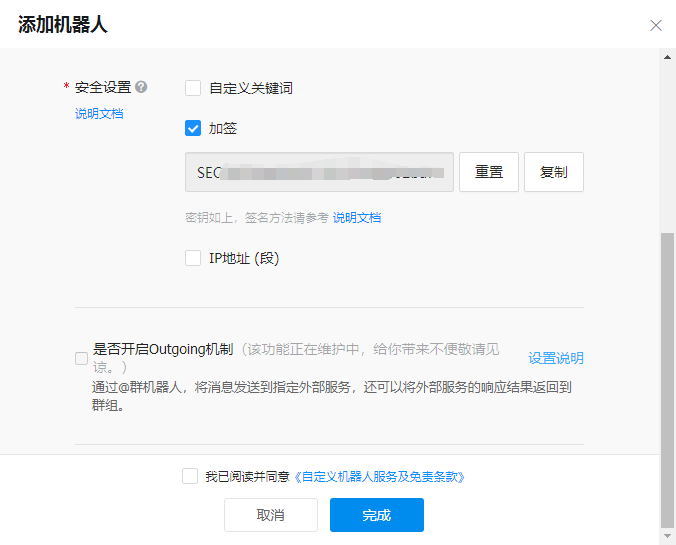 添加机器人
* 安全设置
说明文档
自定义关键词
加签
SEC
重置
复制
密钥如上，签名方法请参考 说明文档
IP地址 (段)
是否开启Outgoing机制（该功能正在维护中，给你带来不便敬请见
谅。）
设置说明
通过@群机器人，将消息发送到指定外部服务，还可以将外部服务的响应结果返回到
群组。
我已阅读并同意《自定义机器人服务及免责条款》
取消
完成